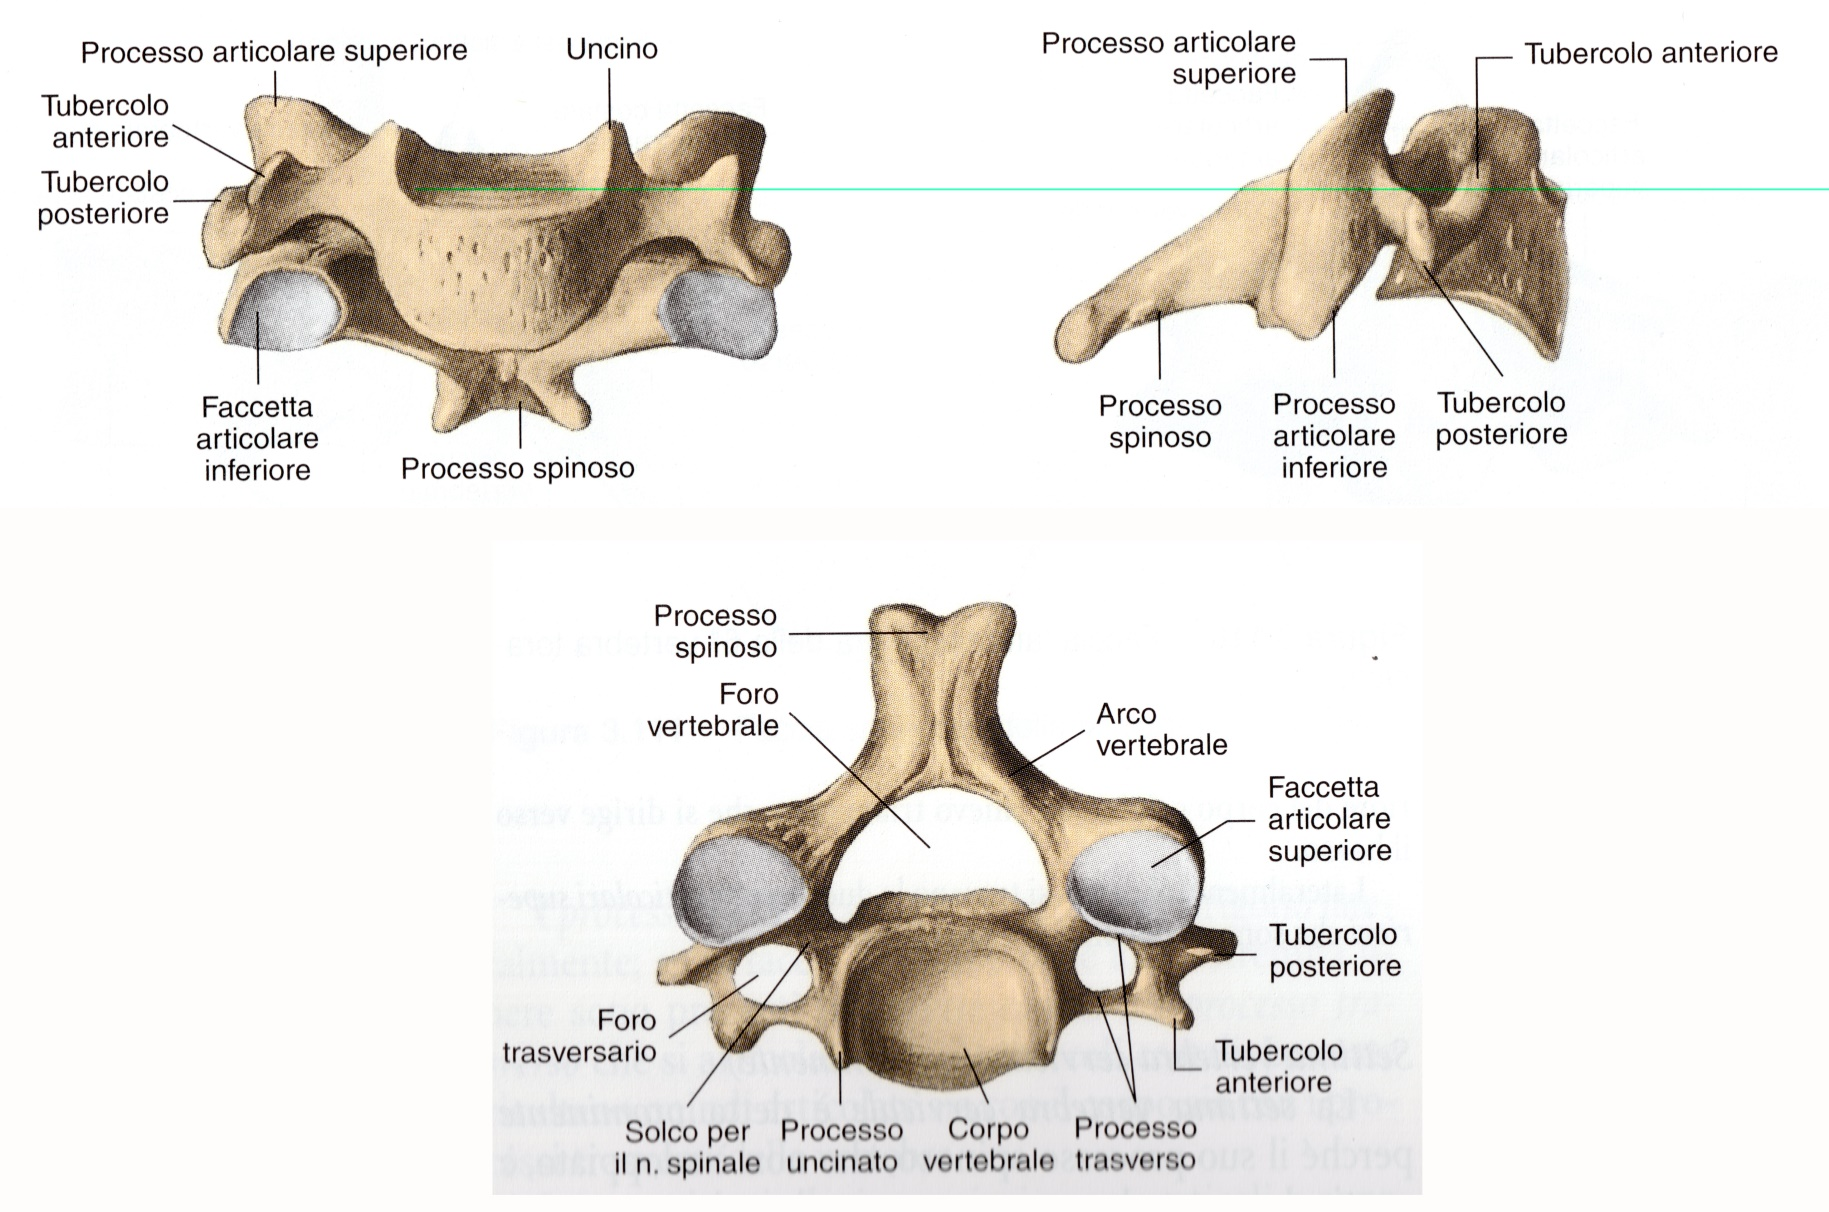 Processo articolare superiore
Uncino
Tubercolo
anteriore
Tubercolo
posteriore
Faccetta
articolare
inferiore
Processo spinoso
Processo articolare
superiore
Tubercolo anteriore
Processo
spinoso
Processo
articolare
inferiore
Tubercolo
posteriore
Processo
spinoso
Foro
vertebrale
Arco
vertebrale
Faccetta
articolare
superiore
Tubercolo
posteriore
Foro
trasversario
Tubercolo
anteriore
Solco per
il n. spinale
Processo
uncinato
Corpo
vertebrale
Processo
trasverso